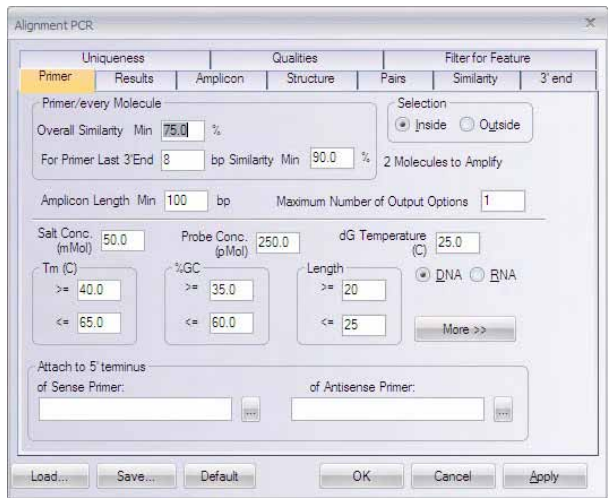 Alignment PCR
Uniqueness Qualities Filter for Feature
Primer Results Amplicon Structure Pairs Similarity 3' end
Primer/every Molecule
Selection
Overall Similarity Min 75.0 %
Inside Outside
For Primer Last 3'End 8 bp Similarity Min 90.0 %
2 Molecules to Amplify
Amplicon Length Min 100 bp Maximum Number of Output Options 1
Salt Conc. (mMol) 50.0 Probe Conc. (pMol) 250.0 dG Temperature (C) 25.0
Tm (C) %GC Length
DNA RNA
>= 40.0 >= 35.0 >= 20
<= 65.0 <= 60.0 <= 25
More >>
Attach to 5' terminus
of Sense Primer: of Antisense Primer:
... ...
Load... Save... Default OK Cancel Apply